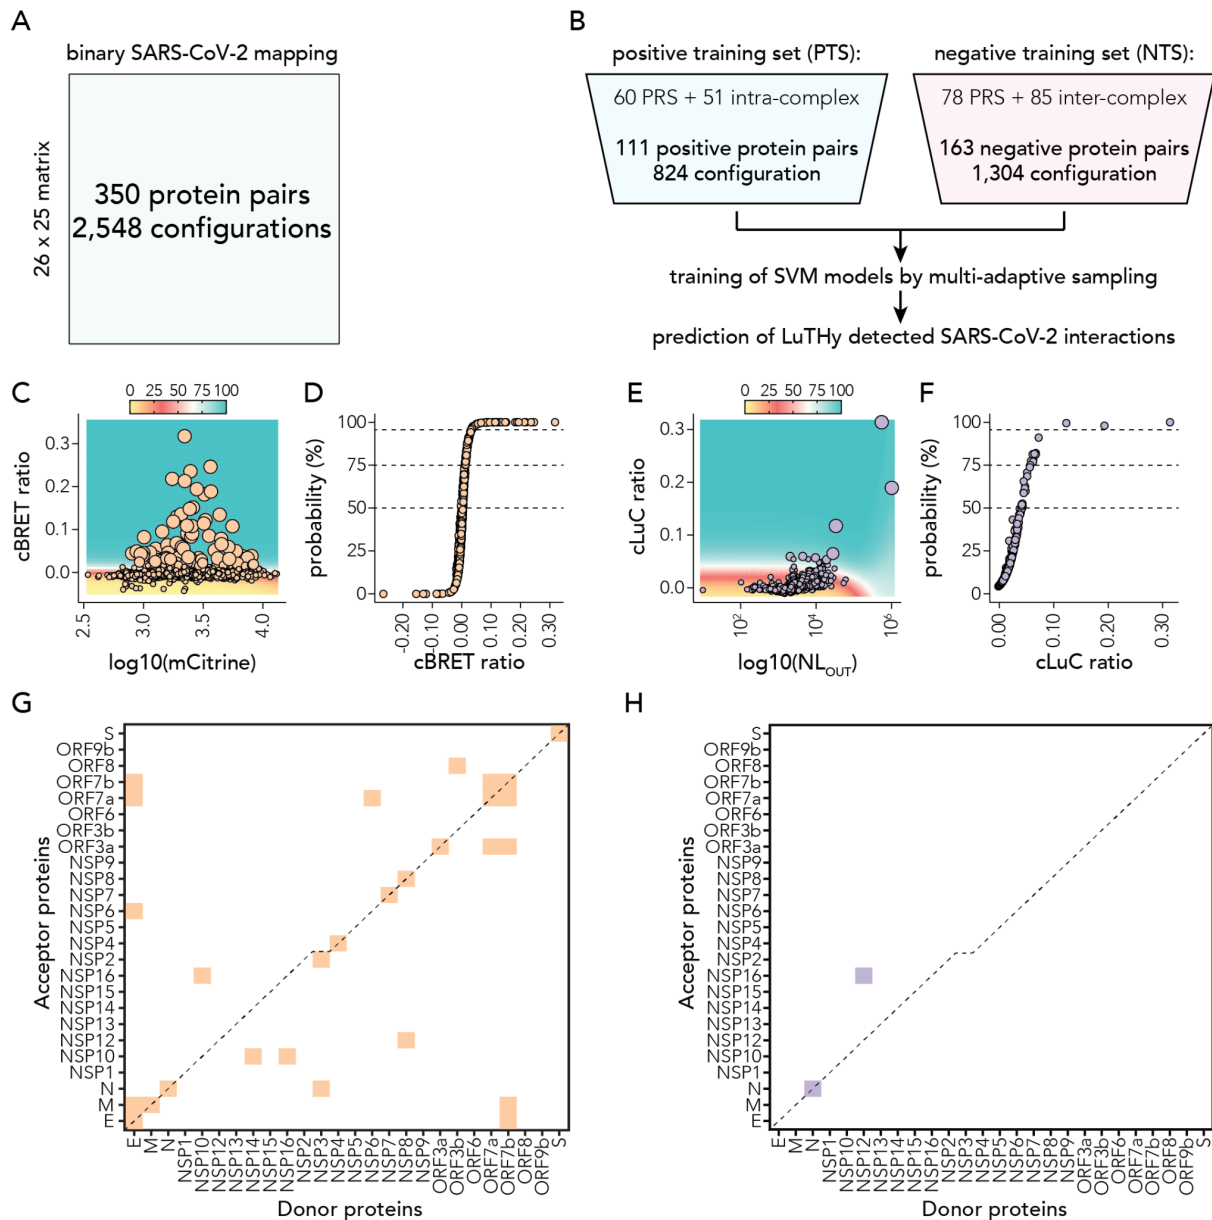 A
binary SARS-CoV-2 mapping
26 x 25 matrix
350 protein pairs
2,548 configurations
B
positive training set (PTS):
negative training set (NTS):
60 PRS + 51 intra-complex
78 PRS + 85 inter-complex
111 positive protein pairs
824 configuration
163 negative protein pairs
1,304 configuration
training of SVM models by multi-adaptive sampling
prediction of LuTHy detected SARS-CoV-2 interactions
C
0 25 50 75 100
cBRET ratio
0.3
0.2
0.1
0.0
2.5 3.0 3.5 4.0
log10(mCitrine)
D
probability (%)
100
75
50
25
0
-0.20 -0.10 0.00 0.10 0.20 0.30
cBRET ratio
E
0 25 50 75 100
cLuC ratio
0.3
0.2
0.1
0.0
10² 10⁴ 10⁶
log10(NLOUT)
F
probability (%)
100
75
50
25
0
0.00 0.10 0.20 0.30
cLuC ratio
G
Acceptor proteins
S
ORF9b
ORF8
ORF7b
ORF7a
ORF6
ORF3b
ORF3a
NSP9
NSP8
NSP7
NSP6
NSP5
NSP4
NSP2
NSP16
NSP15
NSP14
NSP13
NSP12
NSP10
NSP1
N
M
E
E M N NSP1 NSP10 NSP12 NSP13 NSP14 NSP15 NSP16 NSP2 NSP3 NSP4 NSP5 NSP6 NSP7 NSP8 NSP9 ORF3a ORF3b ORF6 ORF7a ORF7b ORF8 ORF9b S
Donor proteins
H
Acceptor proteins
S
ORF9b
ORF8
ORF7b
ORF7a
ORF6
ORF3b
ORF3a
NSP9
NSP8
NSP7
NSP6
NSP5
NSP4
NSP2
NSP16
NSP15
NSP14
NSP13
NSP12
NSP10
NSP1
N
M
E
E M N NSP1 NSP10 NSP12 NSP13 NSP14 NSP15 NSP16 NSP2 NSP3 NSP4 NSP5 NSP6 NSP7 NSP8 NSP9 ORF3a ORF3b ORF6 ORF7a ORF7b ORF8 ORF9b S
Donor proteins